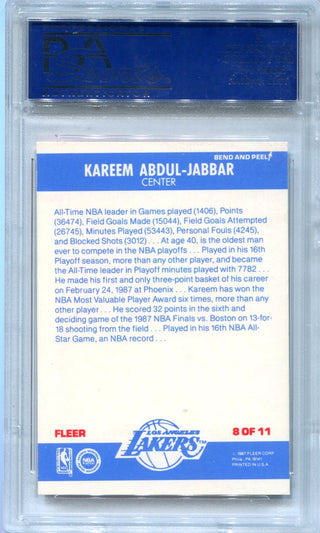 PSA
BEND AND PEEL
KAREEM ABDUL-JABBAR
CENTER
All-Time NBA leader in Games played (1406), Points
(36474), Field Goals Made (15044), Field Goals Attempted
(26745), Minutes Played (53443), Personal Fouls (4245),
and Blocked Shots (3012) . . . At age 40, is the oldest man
ever to compete in the NBA playoffs . . . Played in his 16th
Playoff season, more than any other player, and became
the All-Time leader in Playoff minutes played with 7782 . . .
He made his first and only three-point basket of his career
on February 24, 1987 at Phoenix . . . Kareem has won the
NBA Most Valuable Player Award six times, more than any
other player . . . He scored 32 points in the sixth and
deciding game of the 1987 NBA Finals vs. Boston on 13-for-
18 shooting from the field . . . Played in his 16th NBA All-
Star Game, an NBA record . . .
FLEER
LOS ANGELES
LAKERS™
8 OF 11
NBA
© 1987 FLEER CORP.
Phila., PA 19141
PRINTED IN U.S.A.